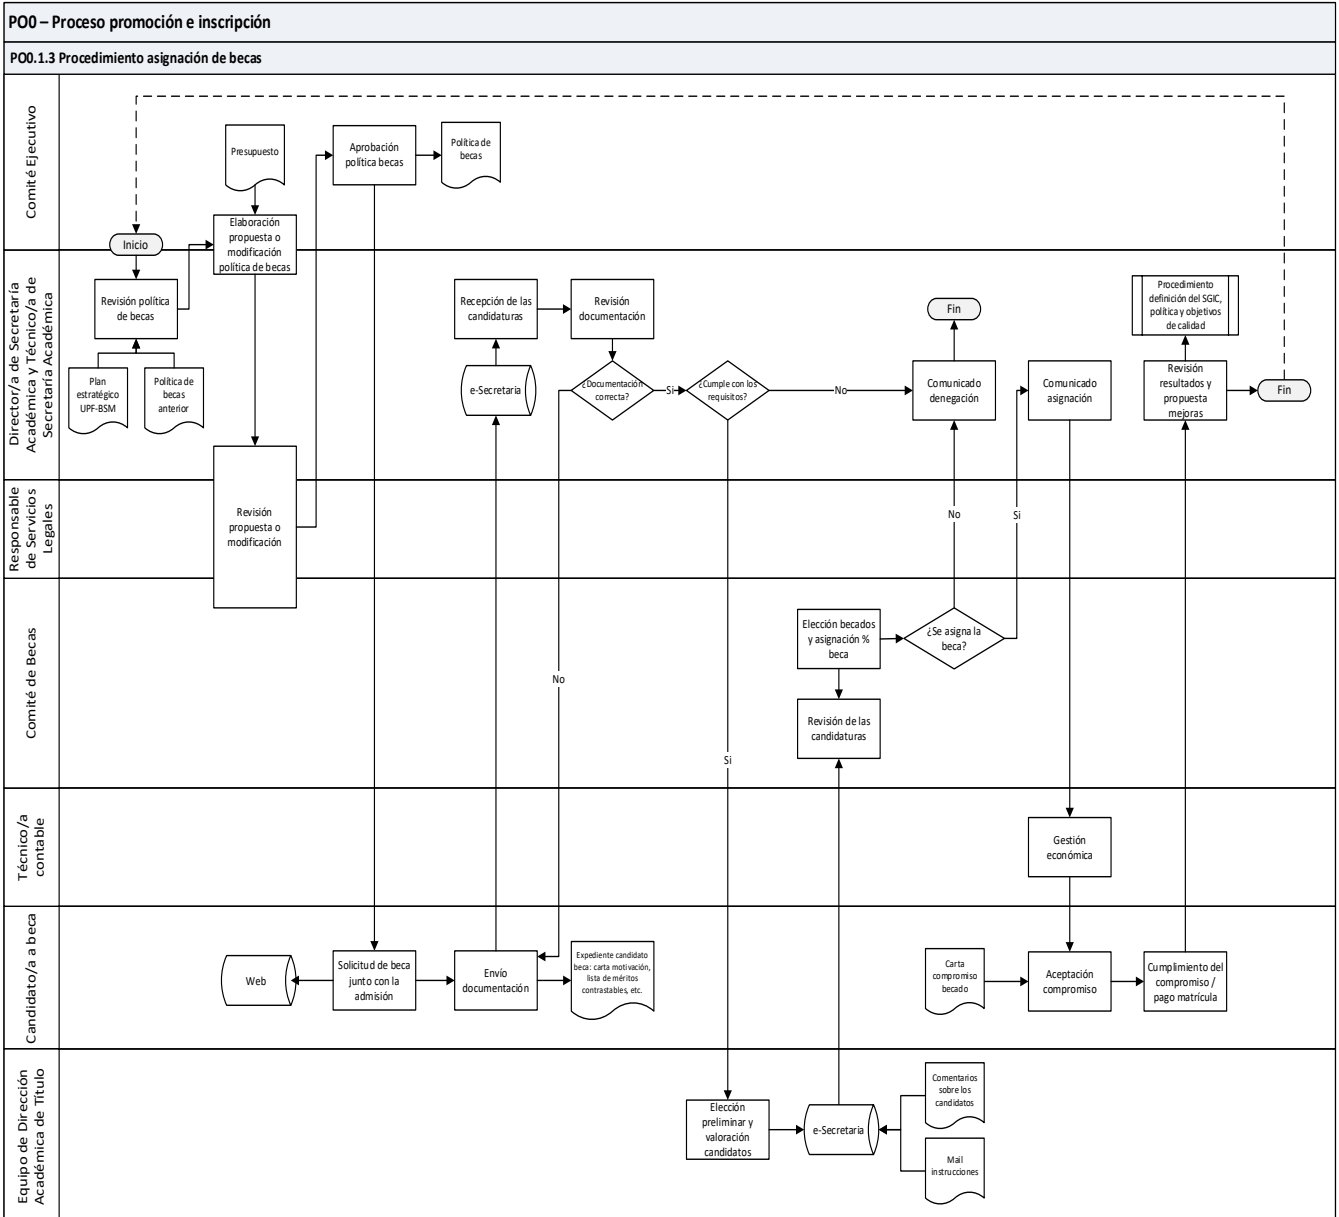 PO0 – Proceso promoción e inscripción
PO0.1.3 Procedimiento asignación de becas
Comité Ejecutivo
Presupuesto
Aprobación
política becas
Política de
becas
Inicio
Elaboración
propuesta o
modificación
política de becas
Director/a de Secretaría
Académica y Técnico/a de
Secretaría Académica
Revisión política
de becas
Plan
estratégico
UPF-BSM
Política de
becas
anterior
Recepción de las
candidaturas
Revisión
documentación
e-Secretaria
¿Documentación
correcta?
Si
¿Cumple con los
requisitos?
No
Fin
Comunicado
denegación
Comunicado
asignación
Procedimiento
definición del SGIC,
política y objetivos
de calidad
Revisión
resultados y
propuesta
mejoras
Fin
Responsable
de Servicios
Legales
Revisión
propuesta o
modificación
No
Si
Comité de Becas
Elección becados
y asignación %
beca
¿Se asigna la
beca?
No
Revisión de las
candidaturas
Si
Técnico/a
contable
Gestión
económica
Candidato/a a beca
Web
Solicitud de beca
junto con la
admisión
Envío
documentación
Expediente candidato
beca: carta motivación,
lista de méritos
contrastables, etc.
Carta
compromiso
becado
Aceptación
compromiso
Cumplimiento del
compromiso /
pago matrícula
Equipo de Dirección
Académica de Título
Elección
preliminar y
valoración
candidatos
e-Secretaria
Comentarios
sobre los
candidatos
Mail
instrucciones